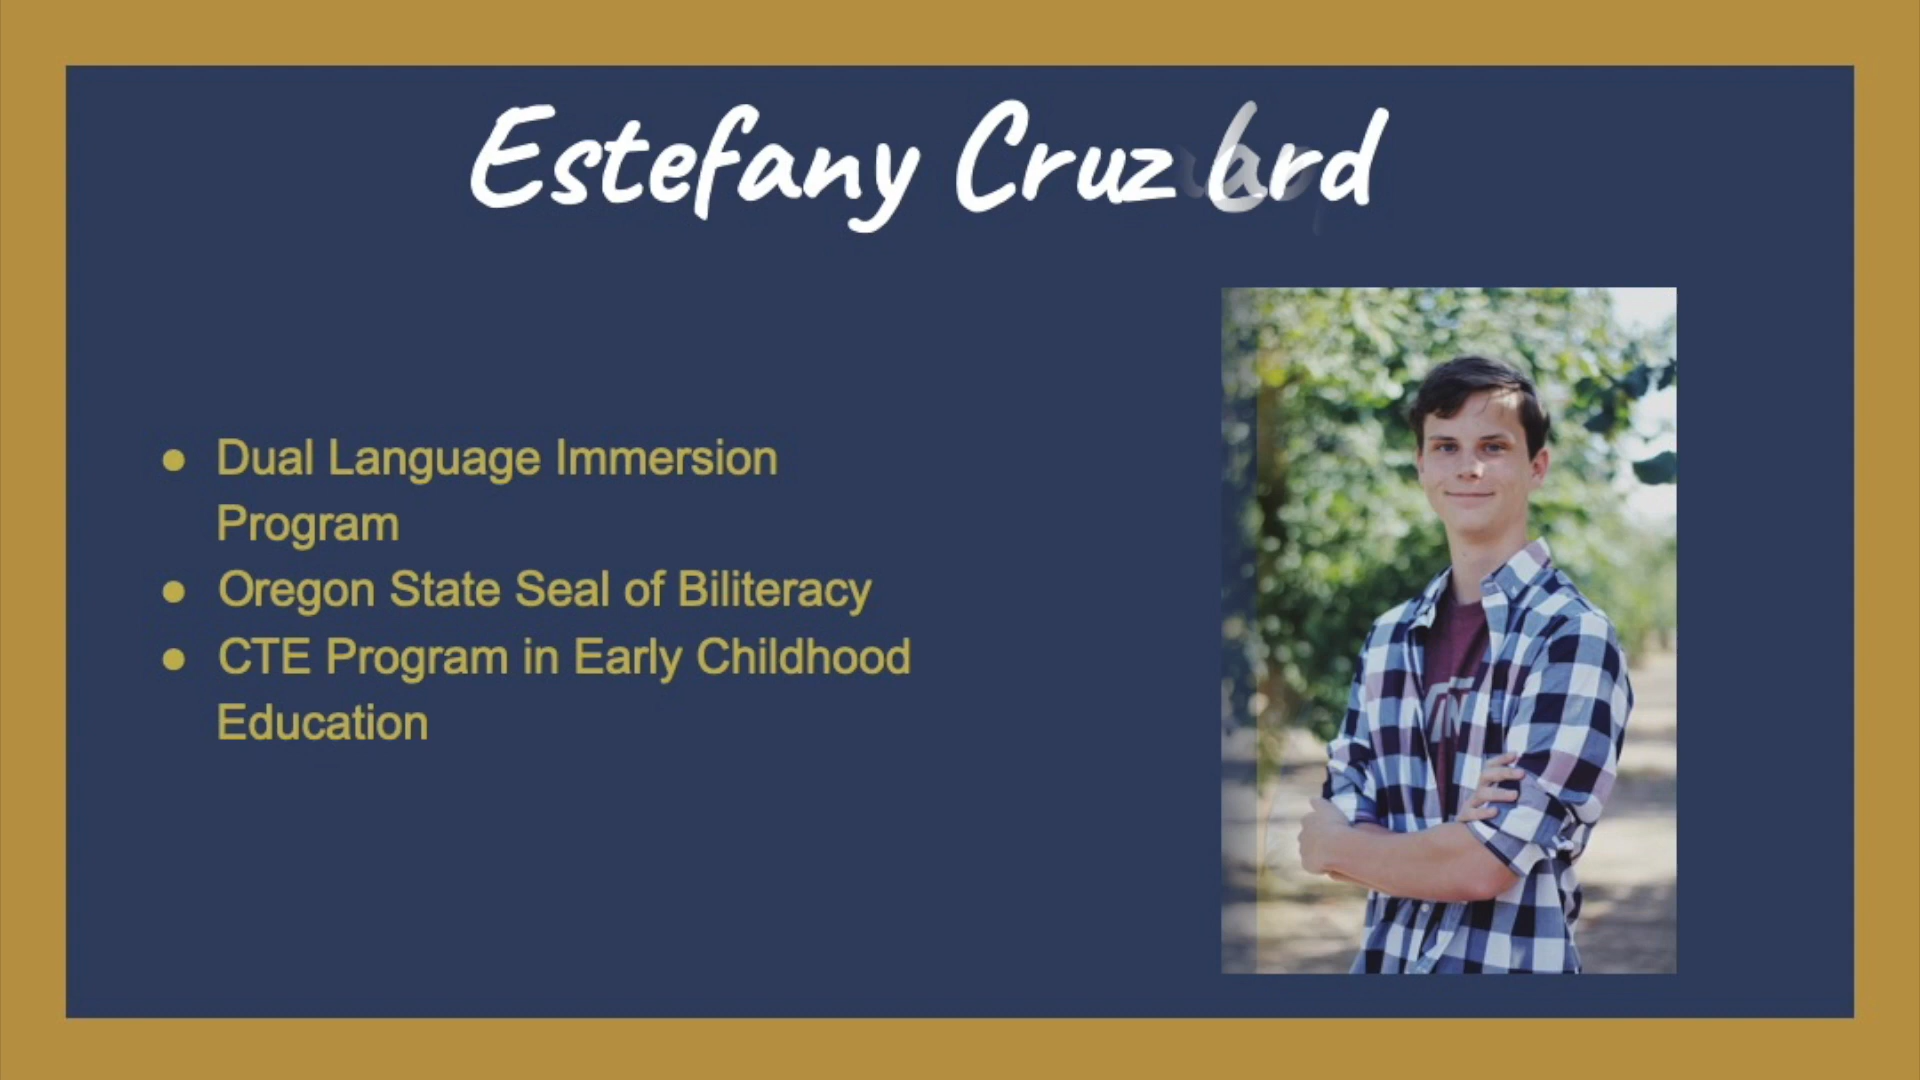 Estefany Cruz
● Dual Language Immersion
Program
● Oregon State Seal of Biliteracy
● CTE Program in Early Childhood
Education